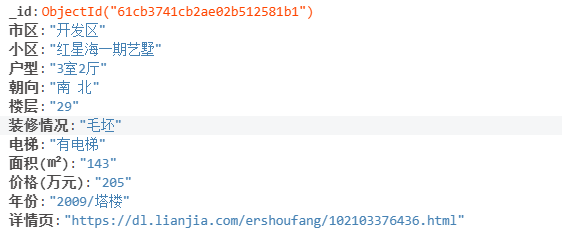 _id:ObjectId("61cb3741cb2ae02b512581b1")
市区:"开发区"
小区:"红星海一期艺墅"
户型:"3室2厅"
朝向:"南 北"
楼层:"29"
装修情况:"毛坯"
电梯:"有电梯"
面积(m²):"143"
价格(万元):"205"
年份:"2009/塔楼"
详情页:"https://dl.lianjia.com/ershoufang/102103376436.html"